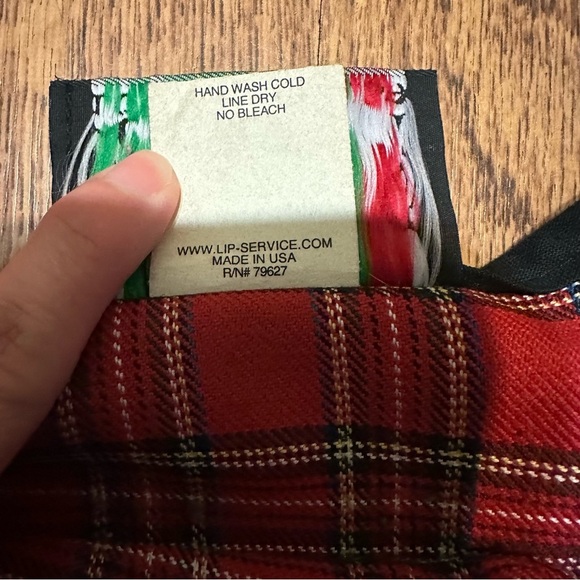 HAND WASH COLD
LINE DRY
NO BLEACH
WWW.LIP-SERVICE.COM
MADE IN USA
R/N# 79627